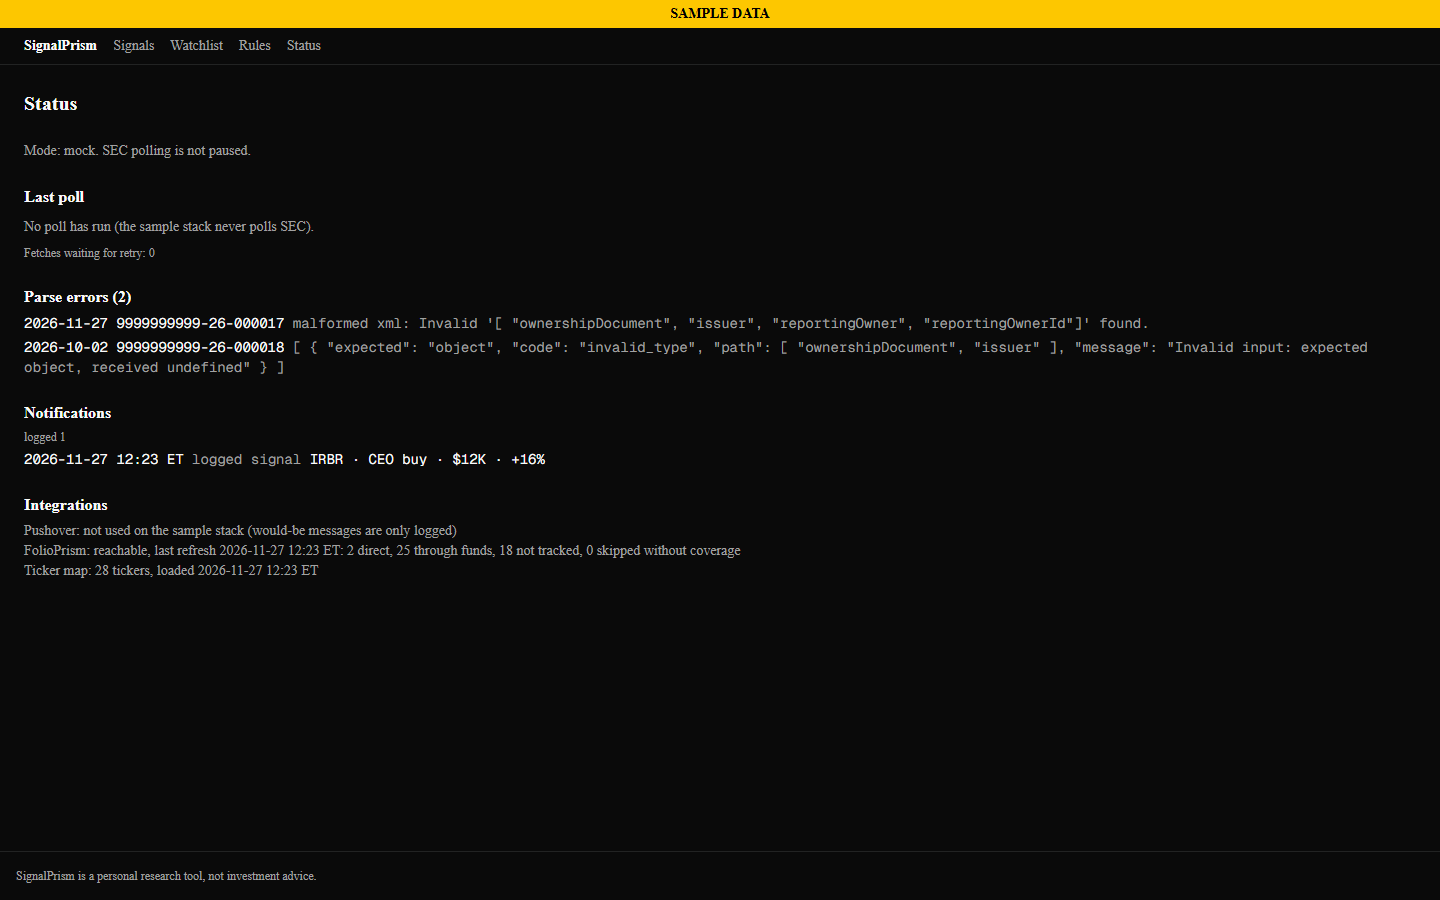 SAMPLE DATA
SignalPrism Signals Watchlist Rules Status
Status
Mode: mock. SEC polling is not paused.
Last poll
No poll has run (the sample stack never polls SEC).
Fetches waiting for retry: 0
Parse errors (2)
2026-11-27 9999999999-26-000017 malformed xml: Invalid '[ "ownershipDocument", "issuer", "reportingOwner", "reportingOwnerId"]' found.
2026-10-02 9999999999-26-000018 [ { "expected": "object", "code": "invalid_type", "path": [ "ownershipDocument", "issuer" ], "message": "Invalid input: expected
object, received undefined" } ]
Notifications
logged 1
2026-11-27 12:23 ET logged signal IRBR · CEO buy · $12K · +16%
Integrations
Pushover: not used on the sample stack (would-be messages are only logged)
FolioPrism: reachable, last refresh 2026-11-27 12:23 ET: 2 direct, 25 through funds, 18 not tracked, 0 skipped without coverage
Ticker map: 28 tickers, loaded 2026-11-27 12:23 ET
SignalPrism is a personal research tool, not investment advice.